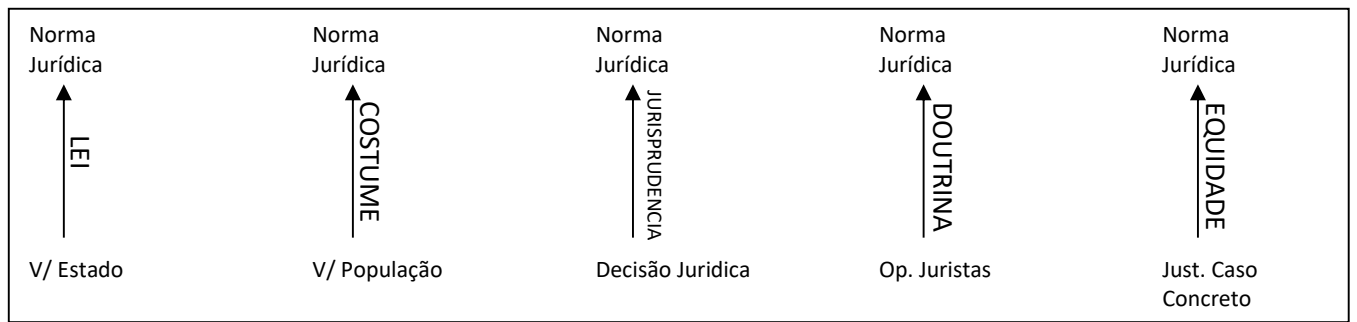 Norma
Jurídica
Norma
Jurídica
Norma
Jurídica
Norma
Jurídica
Norma
Jurídica
LEI
COSTUME
JURISPRUDENCIA
DOUTRINA
EQUIDADE
V/ Estado
V/ População
Decisão Juridica
Op. Juristas
Just. Caso
Concreto